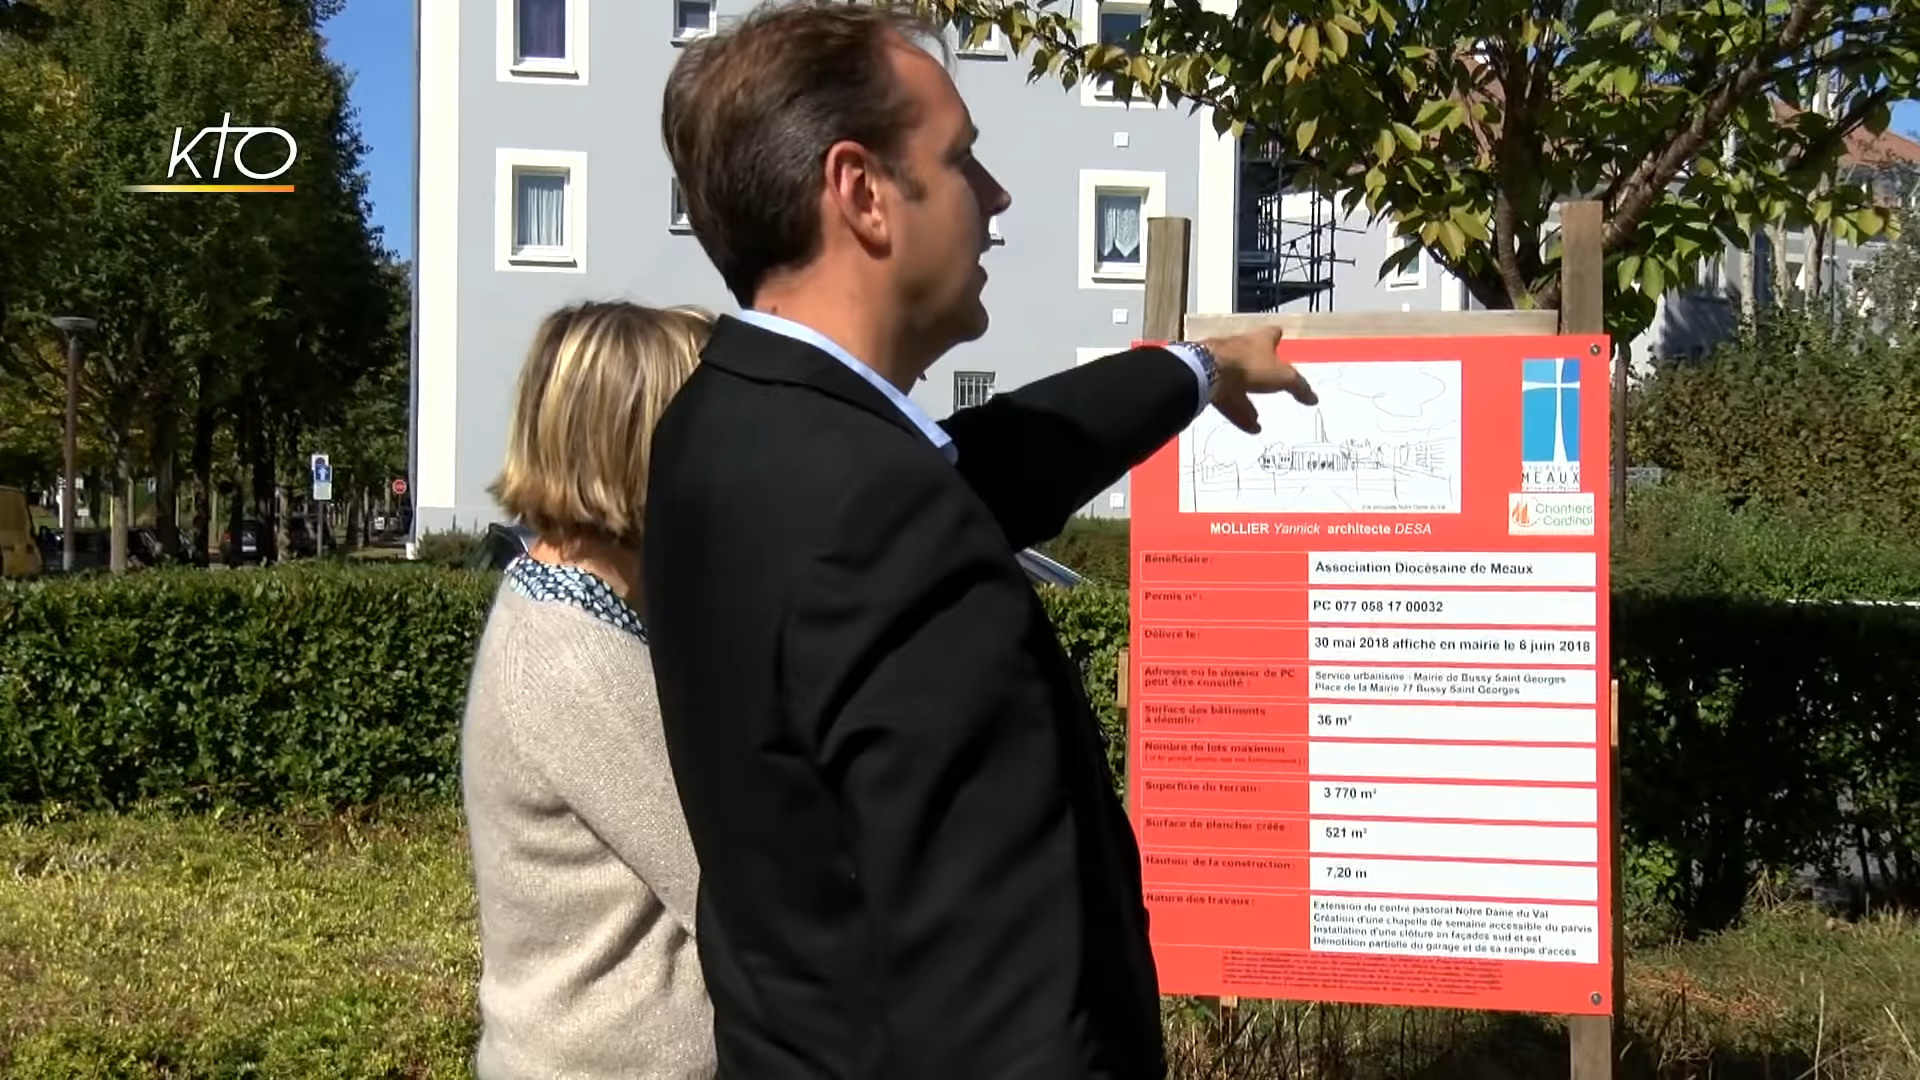 KTO
MEAUX
Chantiers
Cardinal
MOLLIER Yannick architecte DESA
Bénéficiaire :
Association Diocésaine de Meaux
Permis n° :
PC 077 058 17 00032
Délivré le :
30 mai 2018 affiché en mairie le 6 juin 2018
Adresse où le dossier de PC
peut être consulté :
Service urbanisme - Mairie de Bussy Saint Georges
Place de la Mairie 77 Bussy Saint Georges
Surface des bâtiments
à démolir :
36 m²
Nombre de lots maximum
Superficie du terrain :
3 770 m²
Surface de plancher créée
521 m²
Hauteur de la construction :
7,20 m
Nature des travaux :
Extension du centre pastoral Notre Dame du Val
Création d'une chapelle de semaine accessible du parvis
Installation d'une clôture en façades sud et est
Démolition partielle du garage et de sa rampe d'accès